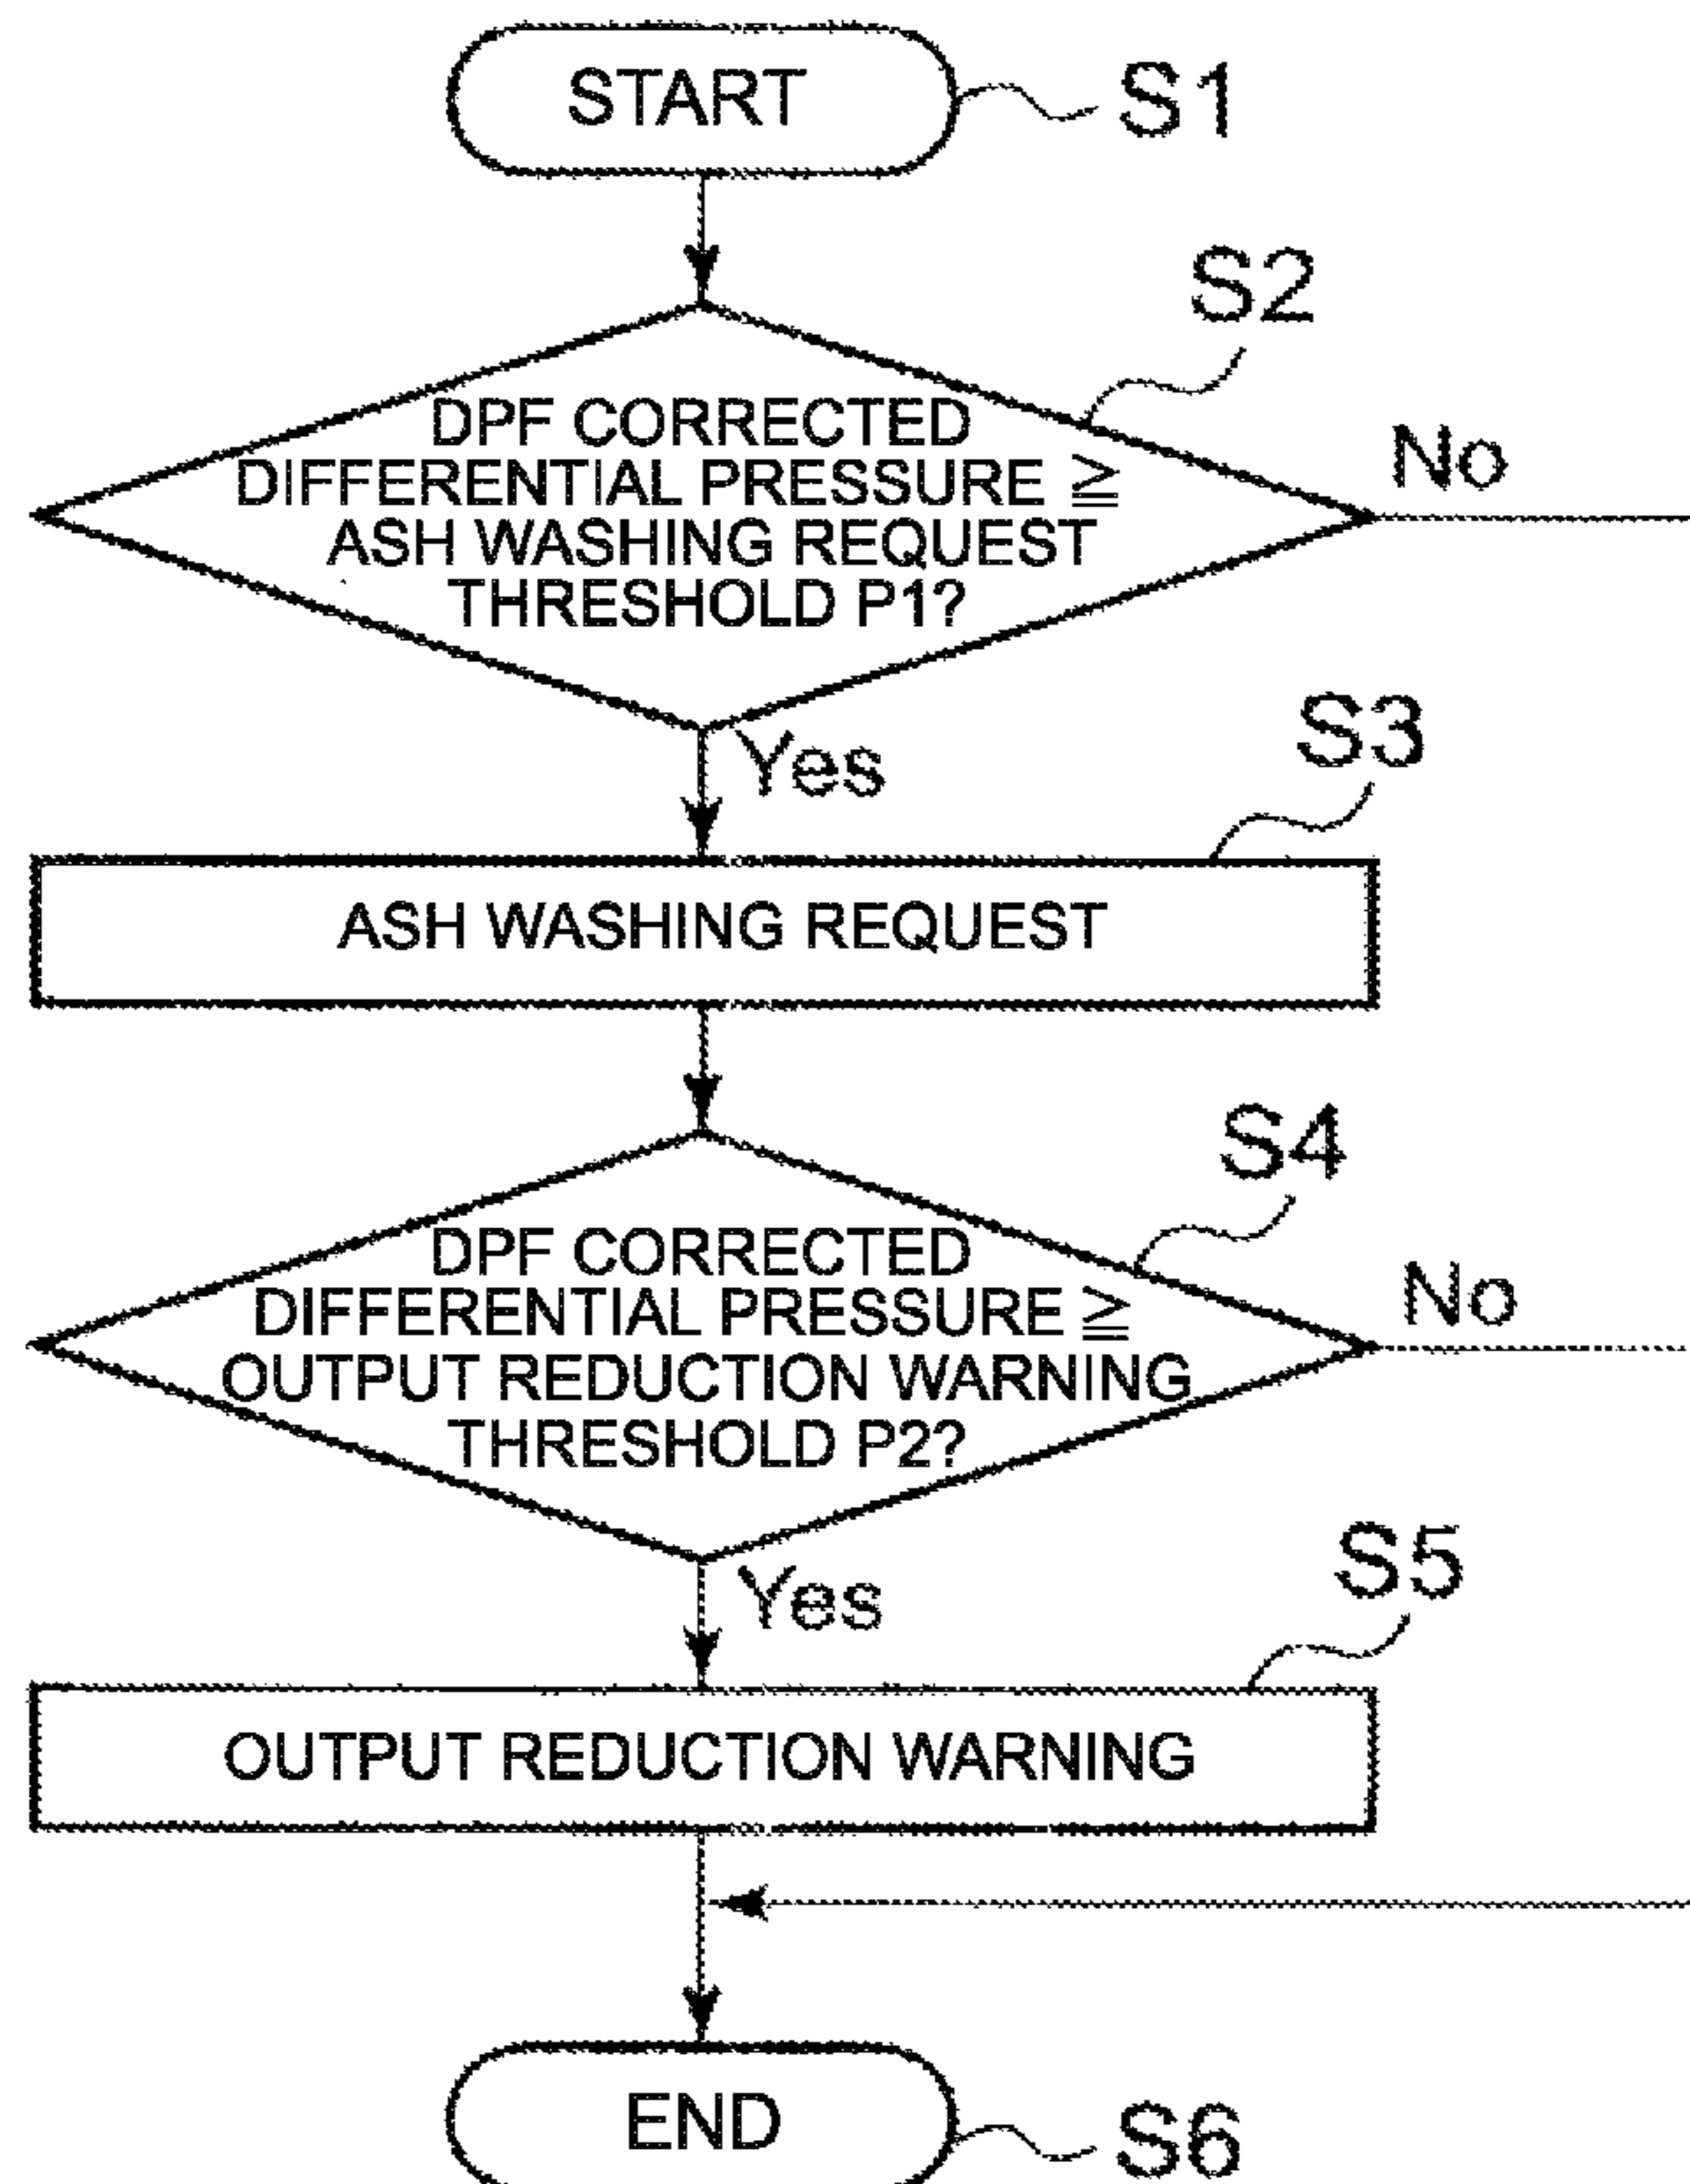 START
S1
S2
DPF CORRECTED
DIFFERENTIAL PRESSURE ≧
ASH WASHING REQUEST
THRESHOLD P1?
No
Yes
S3
ASH WASHING REQUEST
S4
DPF CORRECTED
DIFFERENTIAL PRESSURE ≧
OUTPUT REDUCTION WARNING
THRESHOLD P2?
No
Yes
S5
OUTPUT REDUCTION WARNING
END
S6